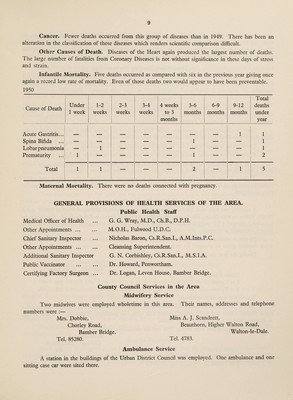 8
Cancer. Fewer deaths occurred from this group of diseases than in 1949. There has been an
alteration in the classification of these diseases which renders scientific comparison difficult.
Other Causes of Death. Diseases of the Heart again produced the largest number of deaths.
The large number of fatalities from Coronary Diseases is not without significance in these days of stress
and strain.
Infantile Mortality. Five deaths occurred as compared with six in the previous year giving once
again a record low rate of mortality. Even of these deaths two would appear to have been preventable.
1950
Cause of Death | Under 1 week | 1-2 weeks | 2-3 weeks | 3-4 weeks | 4 weeks to 3 months | 3-6 months | 6-9 months | 9-12 months | Total deaths under year
Acute Gastritis... — — — — — — — 1 1
Spina Bifida ... — — — — — 1 — — 1
Lobar pneumonia — 1 — — — — — — 1
Prematurity ... 1 — — — — 1 — — 2
Total 1 1 — — — 2 — 1 5
Maternal Mortality. There were no deaths connected with pregnancy.
GENERAL PROVISIONS OF HEALTH SERVICES OF THE AREA.
Public Health Staff
Medical Officer of Health ... G. G. Wray, M.D., Ch.B., D.P.H.
Other Appointments ... ... M.O.H., Fulwood U.D.C.
Chief Sanitary Inspector ... Nicholas Baron, Cs.R.San.I., A.M.Inst.P.C.
Other Appointments ... ... Cleansing Superintendent.
Additional Sanitary Inspector G. N. Corbishley, Cs.R.San.I., M.S.I.A.
Public Vaccinator ... ... Dr. Howard, Penwortham.
Certifying Factory Surgeon ... Dr. Logan, Leven House, Bamber Bridge.
County Council Services in the Area
Midwifery Service
Two midwives were employed wholetime in this area. Their names, addresses and telephone
numbers were :—
Mrs. Dobbie, Miss A. J.
Chorley Road, Beauthorn, Higher Walton Road,
Bamber Bridge. Walton-le-Dale.
Tel. 85280. Tel. 4783.
Ambulance Service
A station in the buildings of the Urban District Council was employed. One ambulance and one
sitting case car were sited there.